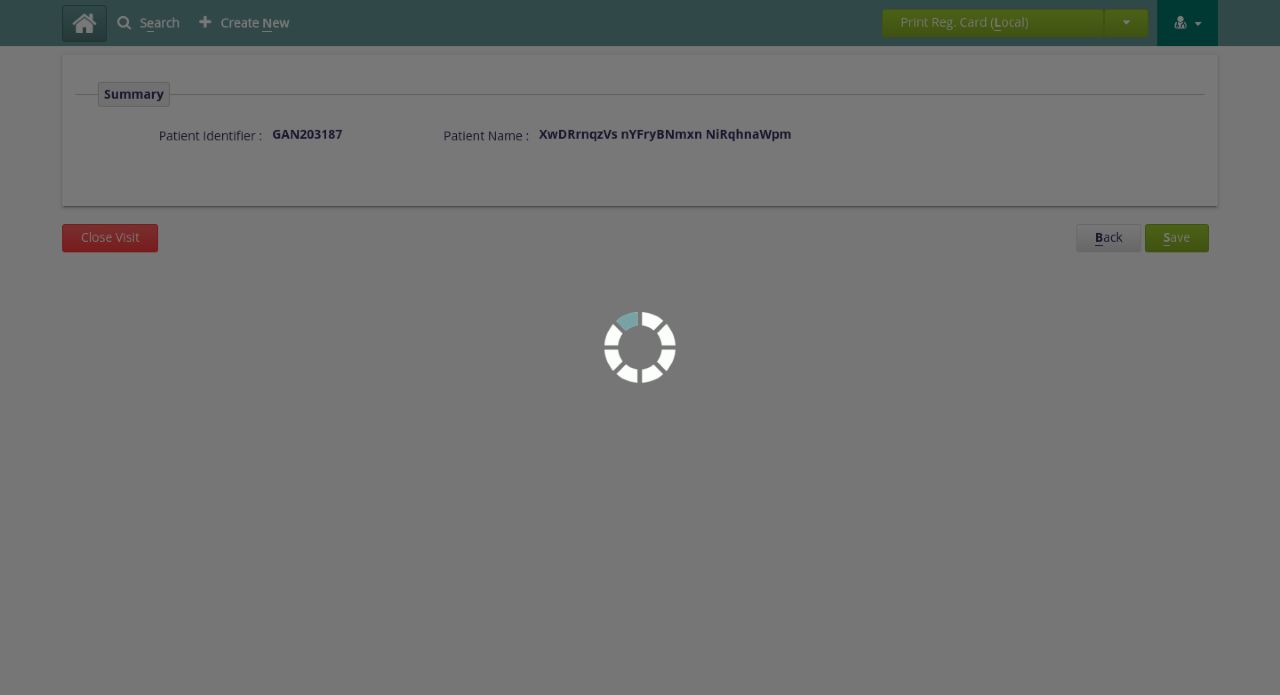 Search
Create New
Print Reg. Card (Local)
Summary
Patient Identifier : GAN203187
Patient Name : XwDRrnqzVs nYFryBNmxn NiRqhnaWpm
Close Visit
Back
Save